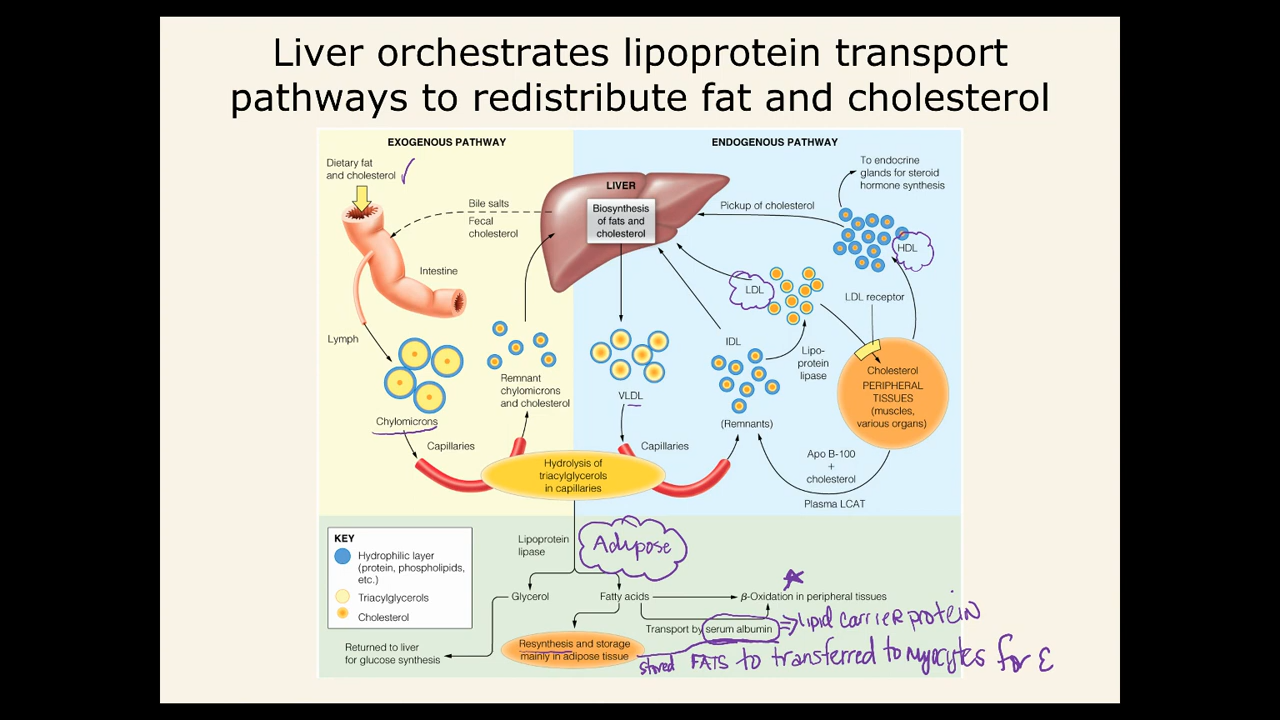 Liver orchestrates lipoprotein transport
pathways to redistribute fat and cholesterol
EXOGENOUS PATHWAY
ENDOGENOUS PATHWAY
Dietary fat
and cholesterol
To endocrine
glands for steroid
hormone synthesis
LIVER
Biosynthesis
of fats and
cholesterol
Bile salts
Fecal
cholesterol
Pickup of cholesterol
HDL
Intestine
LDL
LDL receptor
Lymph
IDL
Lipo-
protein
lipase
Remnant
chylomicrons
and cholesterol
VLDL
Cholesterol
PERIPHERAL
TISSUES
(muscles,
various organs)
Chylomicrons
(Remnants)
Capillaries
Capillaries
Hydrolysis of
triacylglycerols
in capillaries
Apo B-100
+
cholesterol
Plasma LCAT
KEY
Hydrophilic layer
(protein, phospholipids,
etc.)
Triacylglycerols
Cholesterol
Lipoprotein
lipase
Adipose
Glycerol
Fatty acids
β-Oxidation in peripheral tissues
Transport by serum albumin => lipid carrier protein
Returned to liver
for glucose synthesis
Resynthesis and storage
mainly in adipose tissue
stored FATS to transferred to myocytes for E